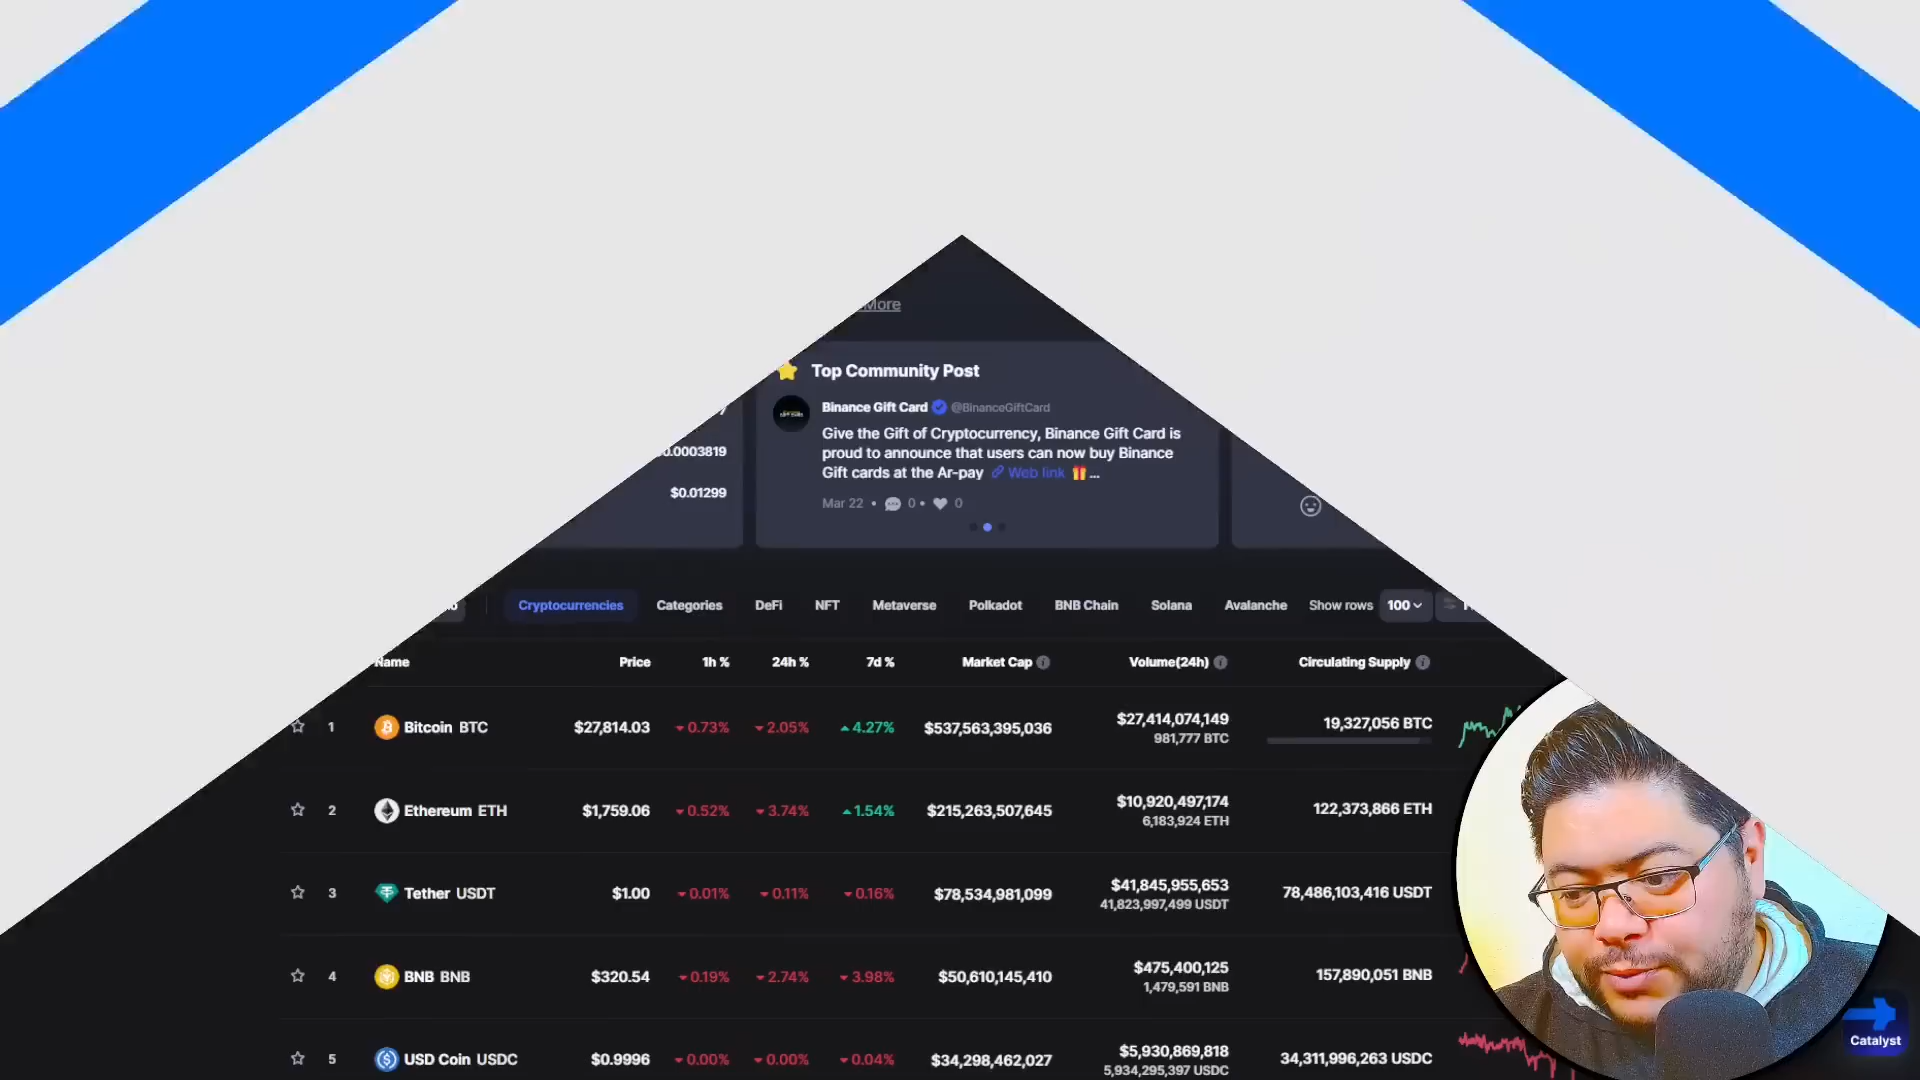 More
Top Community Post
Binance Gift Card @BinanceGiftCard
Give the Gift of Cryptocurrency, Binance Gift Card is
proud to announce that users can now buy Binance
Gift cards at the Ar-pay Web link ...
Mar 22 • 0 • 0
0.0003819
$0.01299
Cryptocurrencies Categories DeFi NFT Metaverse Polkadot BNB Chain Solana Avalanche Show rows 100
Name Price 1h % 24h % 7d % Market Cap Volume(24h) Circulating Supply
1 Bitcoin BTC $27,814.03 0.73% 2.05% 4.27% $537,563,395,036 $27,414,074,149 19,327,056 BTC
981,777 BTC
2 Ethereum ETH $1,759.06 0.52% 3.74% 1.54% $215,263,507,645 $10,920,497,174 122,373,866 ETH
6,183,924 ETH
3 Tether USDT $1.00 0.01% 0.11% 0.16% $78,534,981,099 $41,845,955,653 78,486,103,416 USDT
41,823,997,499 USDT
4 BNB BNB $320.54 0.19% 2.74% 3.98% $50,610,145,410 $475,400,125 157,890,051 BNB
1,479,591 BNB
5 USD Coin USDC $0.9996 0.00% 0.00% 0.04% $34,298,462,027 $5,930,869,818 34,311,996,263 USDC
5,934,295,397 USDC
Catalyst